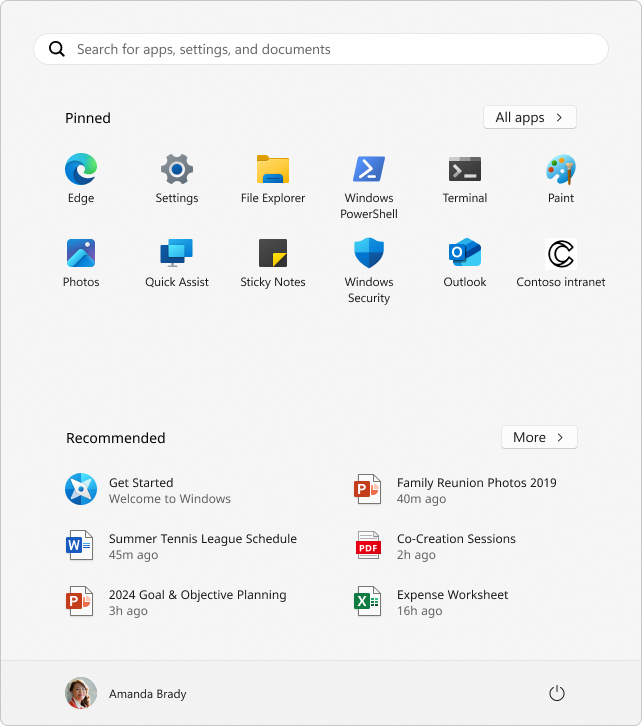 Search for apps, settings, and documents
Pinned
All apps
Edge
Settings
File Explorer
Windows PowerShell
Terminal
Paint
Photos
Quick Assist
Sticky Notes
Windows Security
Outlook
Contoso intranet
Recommended
More
Get Started
Welcome to Windows
Family Reunion Photos 2019
40m ago
Summer Tennis League Schedule
45m ago
Co-Creation Sessions
2h ago
2024 Goal & Objective Planning
3h ago
Expense Worksheet
16h ago
Amanda Brady